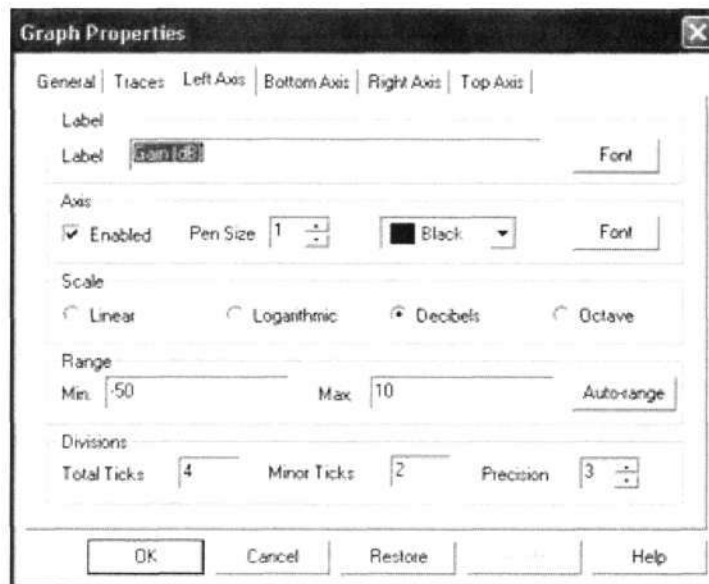 Graph Properties
General Traces Left Axis Bottom Axis Right Axis Top Axis
Label
Label Gain [dB] Font
Axis
Enabled Pen Size 1 Black Font
Scale
Linear Logarithmic Decibels Octave
Range
Min. -50 Max. 10 Auto-range
Divisions
Total Ticks 4 Minor Ticks 2 Precision 3
OK Cancel Restore Help